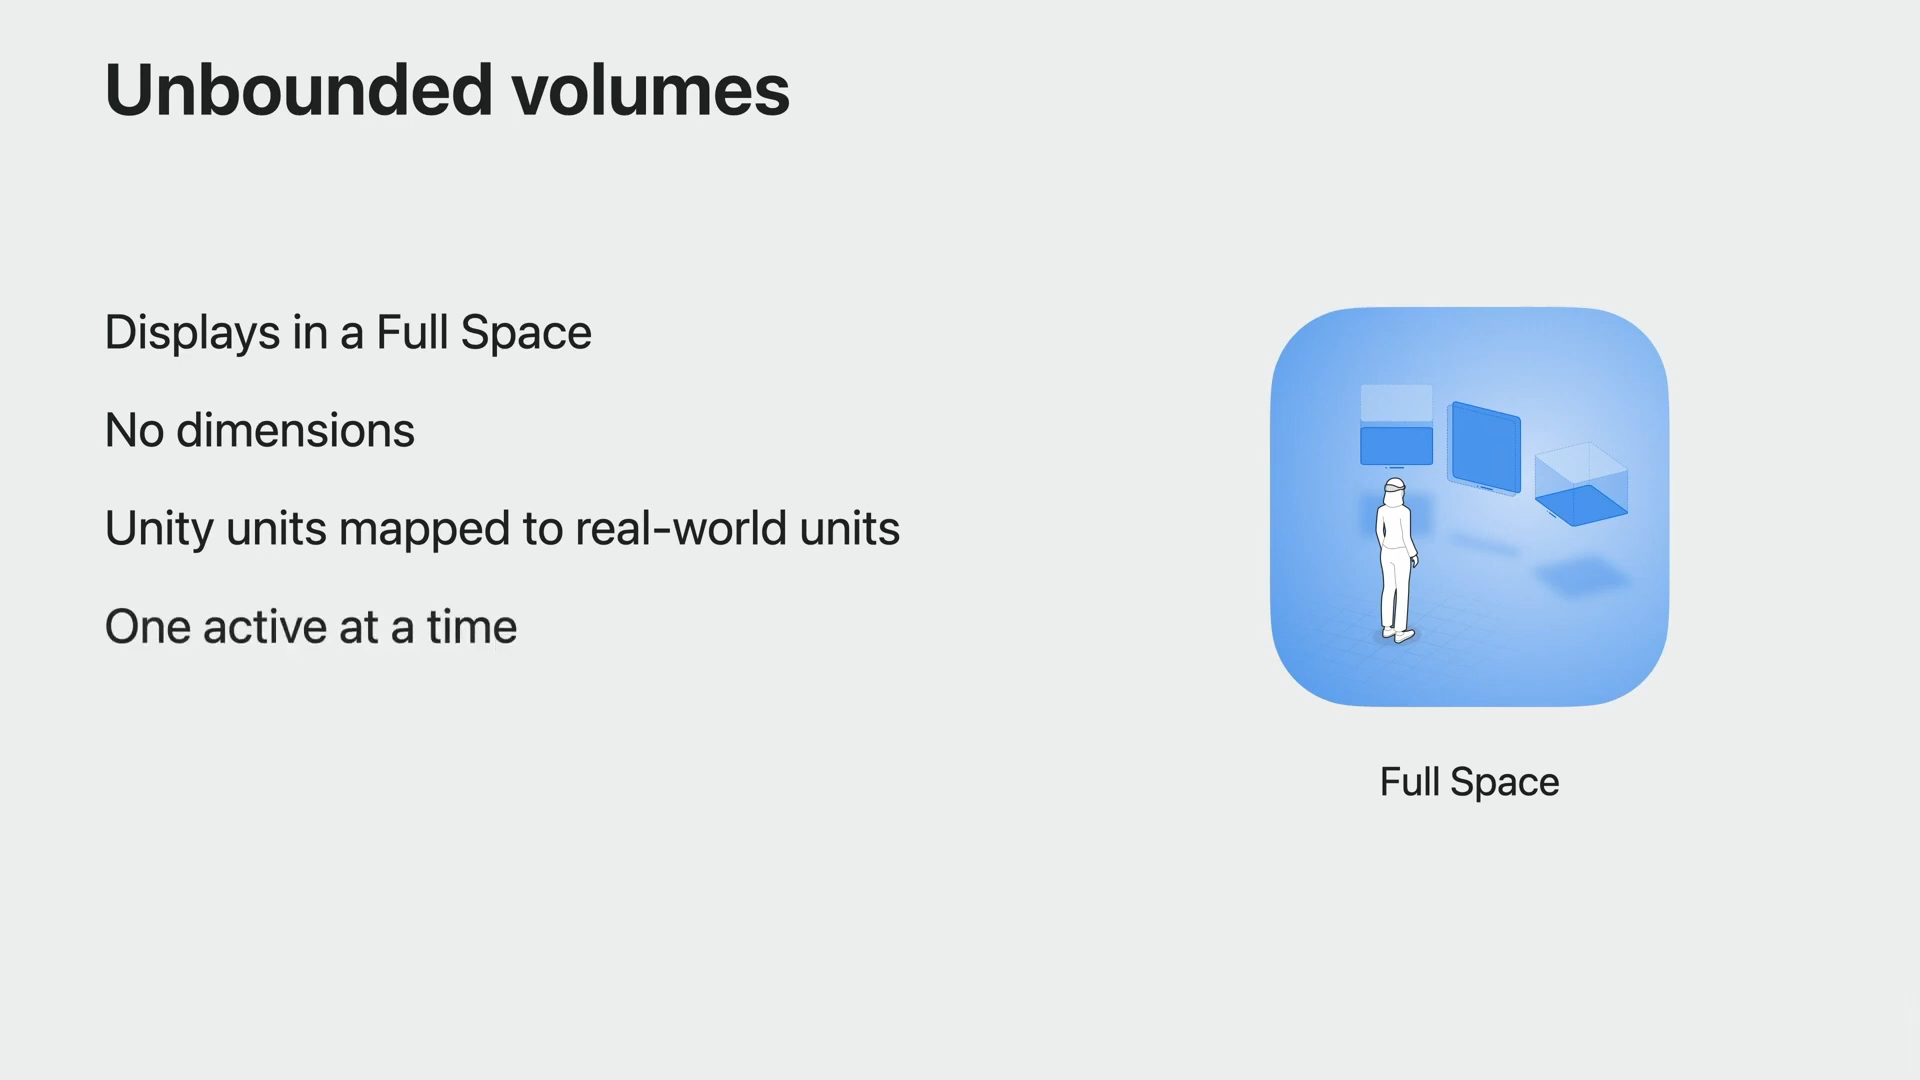 Unbounded volumes
Displays in a Full Space
No dimensions
Unity units mapped to real-world units
One active at a time
Full Space